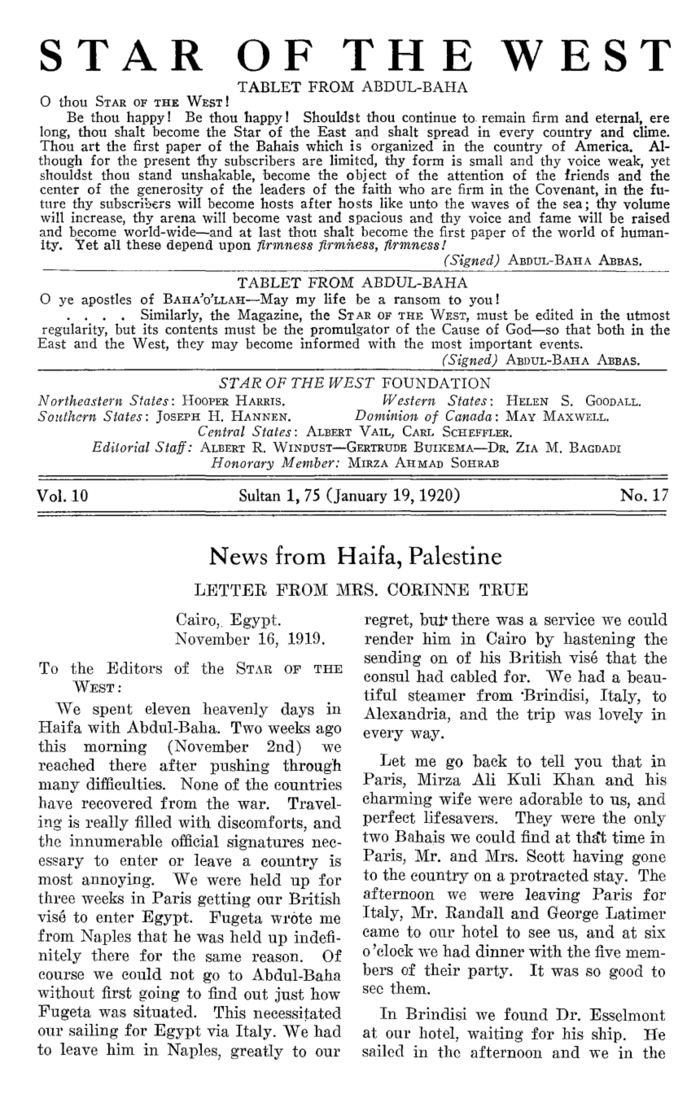 STAR OF THE WEST
TABLET FROM ABDUL-BAHA
O thou STAR OF THE WEST!
Be thou happy! Be thou happy! Shouldst thou continue to remain firm and eternal, ere
long, thou shalt become the Star of the East and shalt spread in every country and clime.
Thou art the first paper of the Bahais which is organized in the country of America. Al-
though for the present thy subscribers are limited, thy form is small and thy voice weak, yet
shouldst thou stand unshakable, become the object of the attention of the friends and the
center of the generosity of the leaders of the faith who are firm in the Covenant, in the fu-
ture thy subscribers will become hosts after hosts like unto the waves of the sea; thy volume
will increase, thy arena will become vast and spacious and thy voice and fame will be raised
and become world-wide—and at last thou shalt become the first paper of the world of human-
ity. Yet all these depend upon firmness firmness, firmness!
(Signed) ABDUL-BAHA ABBAS.
TABLET FROM ABDUL-BAHA
O ye apostles of BAHA'O'LLAH—May my life be a ransom to you!
. . . . Similarly, the Magazine, the STAR OF THE WEST, must be edited in the utmost
regularity, but its contents must be the promulgator of the Cause of God—so that both in the
East and the West, they may become informed with the most important events.
(Signed) ABDUL-BAHA ABBAS.
STAR OF THE WEST FOUNDATION
Northeastern States: HOOPER HARRIS. Western States: HELEN S. GOODALL.
Southern States: JOSEPH H. HANNEN. Dominion of Canada: MAY MAXWELL.
Central States: ALBERT VAIL, CARL SCHEFFLER.
Editorial Staff: ALBERT R. WINDUST—GERTRUDE BUIKEMA—DR. ZIA M. BAGDADI
Honorary Member: MIRZA AHMAD SOHRAB
Vol. 10 Sultan 1, 75 (January 19, 1920) No. 17
News from Haifa, Palestine
LETTER FROM MRS. CORINNE TRUE
Cairo, Egypt.
November 16, 1919.
To the Editors of the STAR OF THE
WEST:
We spent eleven heavenly days in
Haifa with Abdul-Baha. Two weeks ago
this morning (November 2nd) we
reached there after pushing through
many difficulties. None of the countries
have recovered from the war. Travel-
ing is really filled with discomforts, and
the innumerable official signatures nec-
essary to enter or leave a country is
most annoying. We were held up for
three weeks in Paris getting our British
visé to enter Egypt. Fugeta wrote me
from Naples that he was held up indefi-
nitely there for the same reason. Of
course we could not go to Abdul-Baha
without first going to find out just how
Fugeta was situated. This necessitated
our sailing for Egypt via Italy. We had
to leave him in Naples, greatly to our
regret, but there was a service we could
render him in Cairo by hastening the
sending on of his British visé that the
consul had cabled for. We had a beau-
tiful steamer from Brindisi, Italy, to
Alexandria, and the trip was lovely in
every way.
Let me go back to tell you that in
Paris, Mirza Ali Kuli Khan and his
charming wife were adorable to us, and
perfect lifesavers. They were the only
two Bahais we could find at that time in
Paris, Mr. and Mrs. Scott having gone
to the country on a protracted stay. The
afternoon we were leaving Paris for
Italy, Mr. Randall and George Latimer
came to our hotel to see us, and at six
o'clock we had dinner with the five mem-
bers of their party. It was so good to
see them.
In Brindisi we found Dr. Esselmont
at our hotel, waiting for his ship. He
sailed in the afternoon and we in the